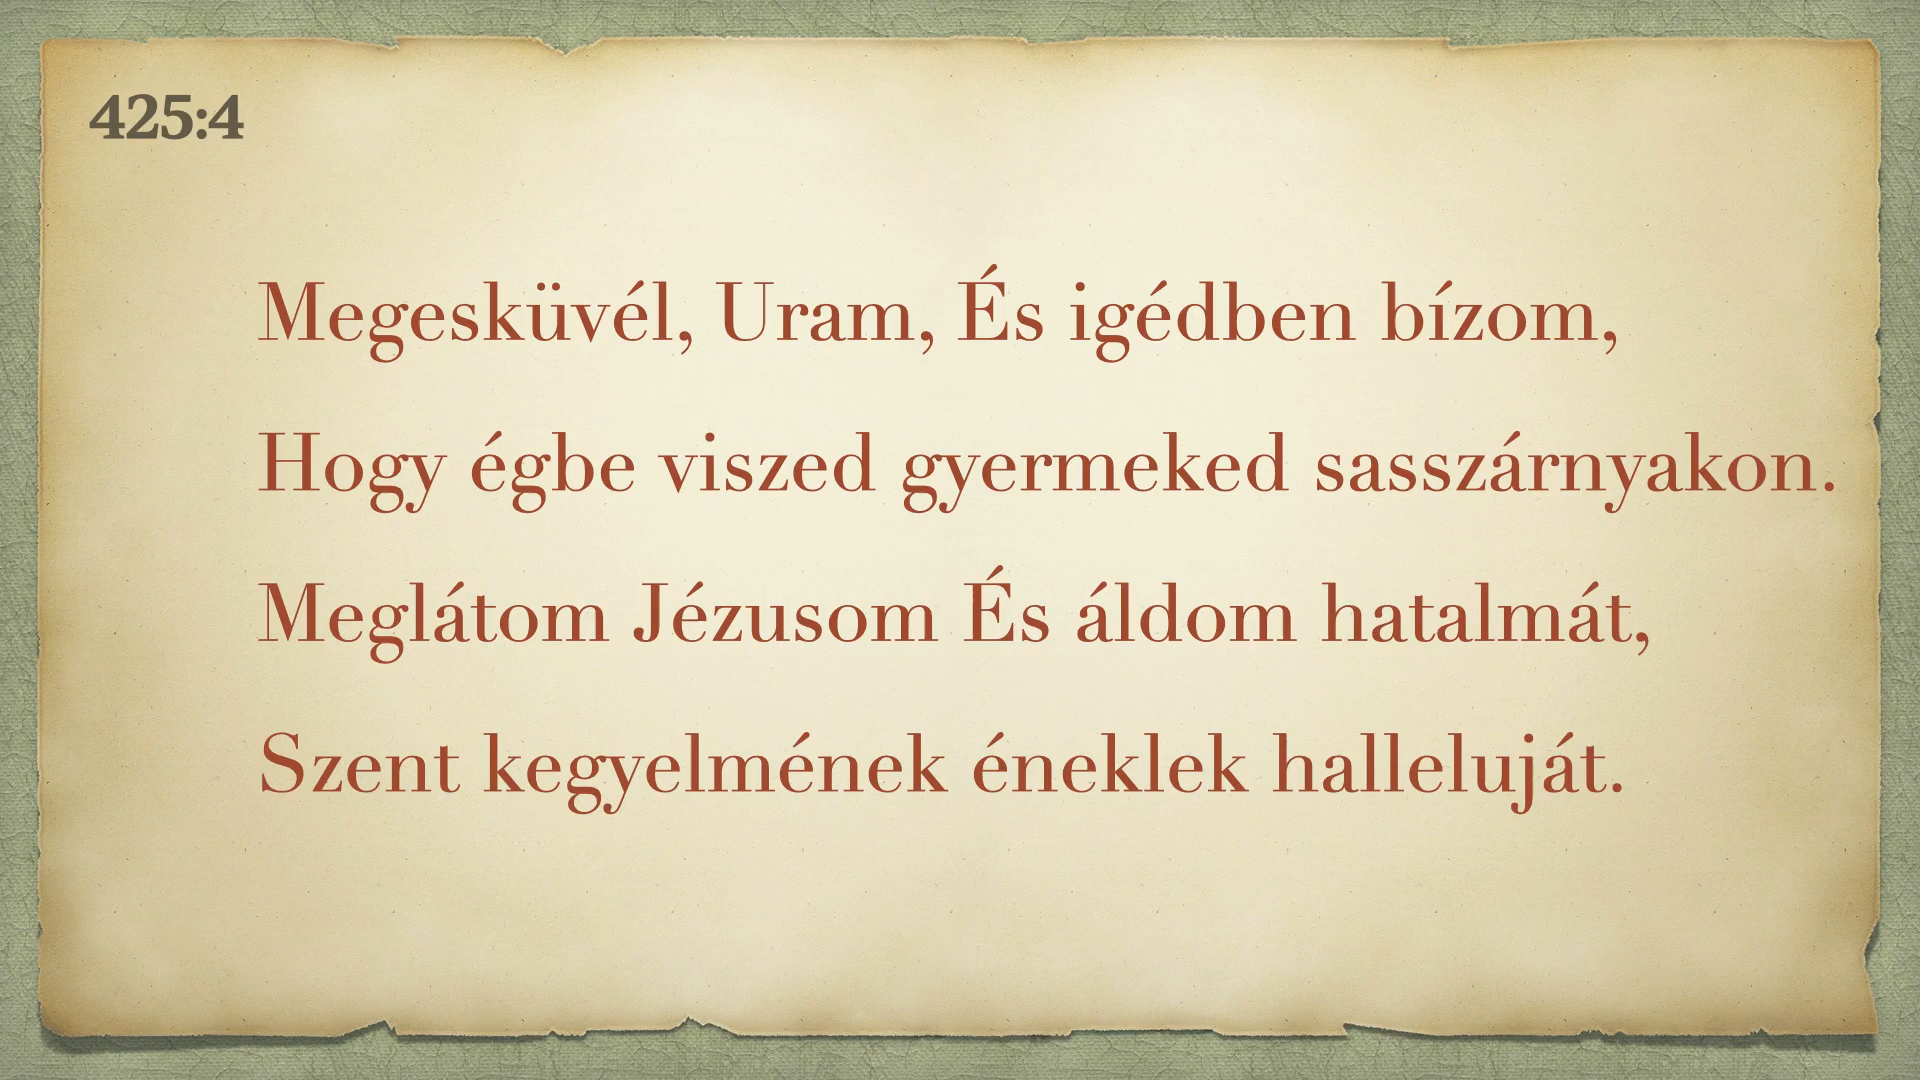 425:4
Megesküvél, Uram, És igédben bízom,
Hogy égbe viszed gyermeked sasszárnyakon.
Meglátom Jézusom És áldom hatalmát,
Szent kegyelmének éneklek halleluját.